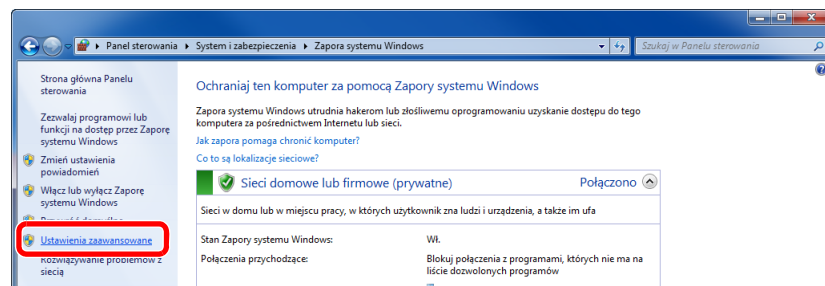 Panel sterowania ▸ System i zabezpieczenia ▸ Zapora systemu Windows
Szukaj w Panelu sterowania
Strona główna Panelu
sterowania
Zezwalaj programowi lub
funkcji na dostęp przez Zaporę
systemu Windows
Zmień ustawienia
powiadomień
Włącz lub wyłącz Zaporę
systemu Windows
Ustawienia zaawansowane
Rozwiązywanie problemów z
siecią
Ochraniaj ten komputer za pomocą Zapory systemu Windows
Zapora systemu Windows utrudnia hakerom lub złośliwemu oprogramowaniu uzyskanie dostępu do tego
komputera za pośrednictwem Internetu lub sieci.
Jak zapora pomaga chronić komputer?
Co to są lokalizacje sieciowe?
Sieci domowe lub firmowe (prywatne) Połączono
Sieci w domu lub w miejscu pracy, w których użytkownik zna ludzi i urządzenia, a także im ufa
Stan Zapory systemu Windows: Wł.
Połączenia przychodzące: Blokuj połączenia z programami, których nie ma na
liście dozwolonych programów